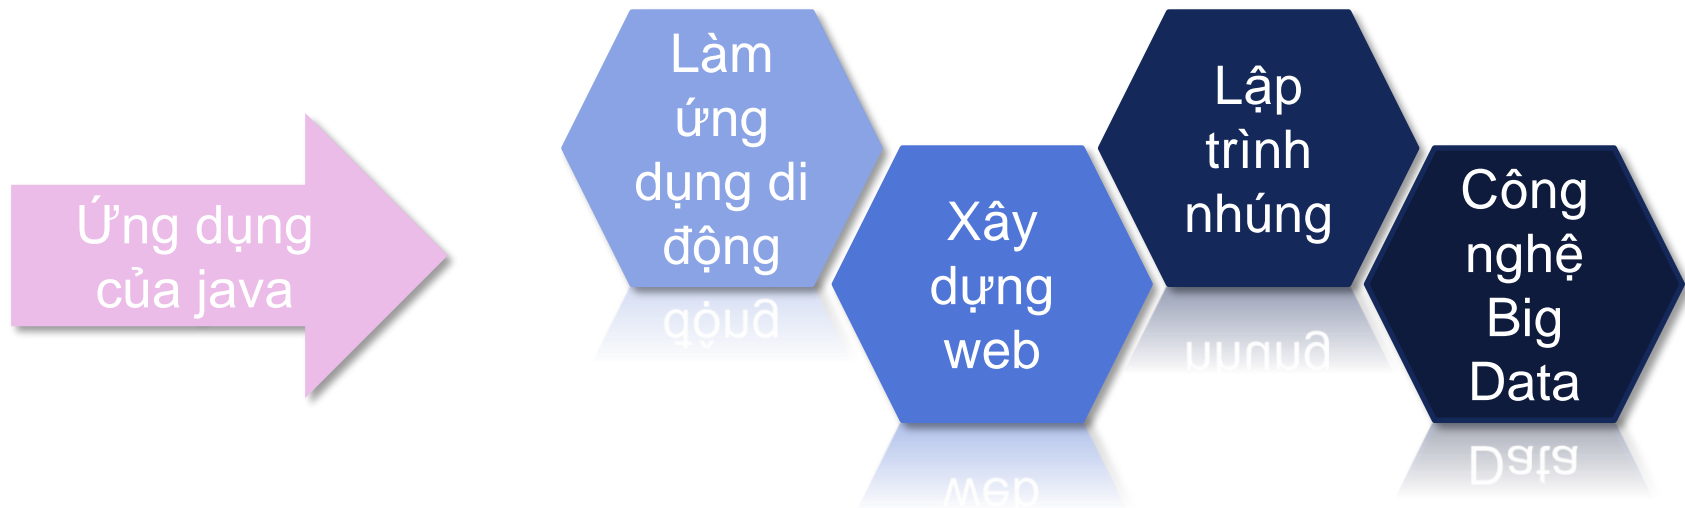 Ứng dụng
của java
Làm
ứng
dụng di
động
Xây
dựng
web
Lập
trình
nhúng
Công
nghệ
Big
Data